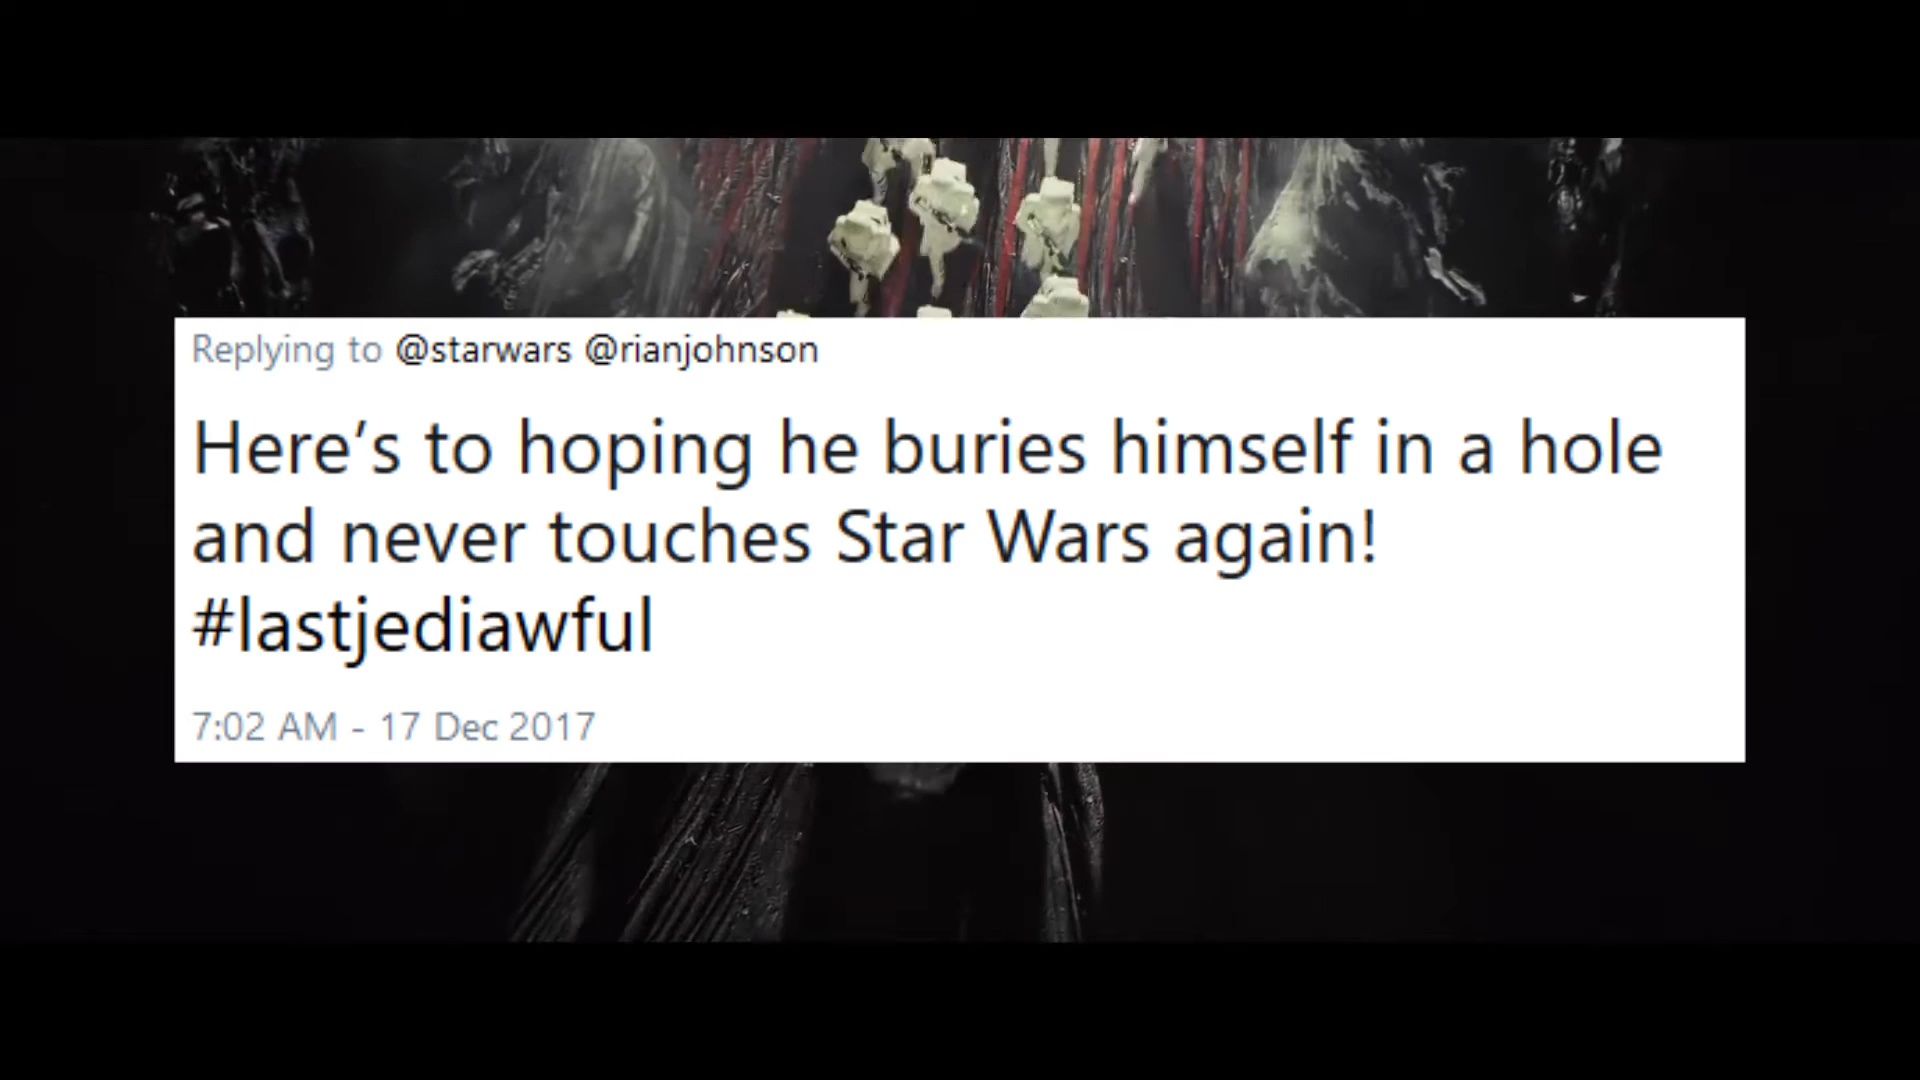 Replying to @starwars @rianjohnson
Here’s to hoping he buries himself in a hole
and never touches Star Wars again!
#lastjediawful
7:02 AM - 17 Dec 2017